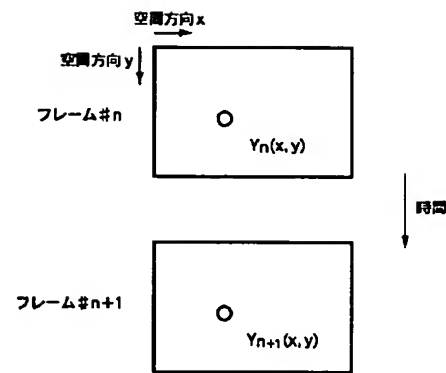 空間方向x
空間方向y
フレーム#n
Yn(x, y)
時間
フレーム#n+1
Yn+1(x, y)